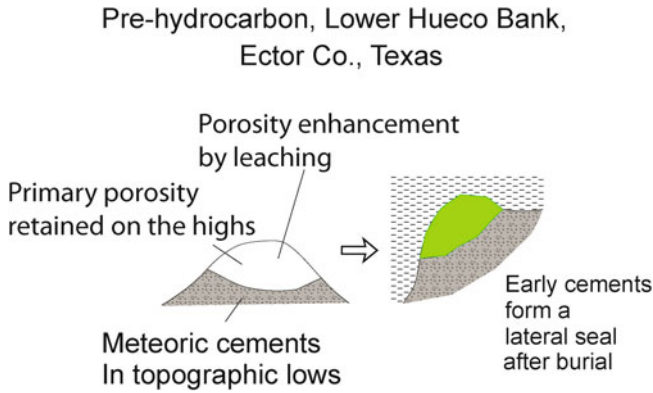 Pre-hydrocarbon, Lower Hueco Bank,
Ector Co., Texas
Porosity enhancement
by leaching
Primary porosity
retained on the highs
Meteoric cements
In topographic lows
Early cements
form a
lateral seal
after burial